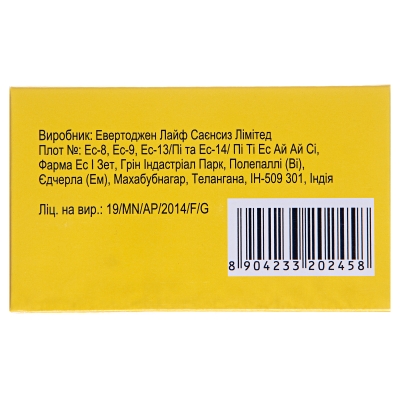 Виробник: Евертоджен Лайф Саєнсиз Лімітед
Плот №: Ес-8, Ес-9, Ес-13/Пі та Ес-14/ Пі Ті Ес Ай Ай Сі,
Фарма Ес І Зет, Грін Індастріал Парк, Полепаллі (Ві),
Єдчерла (Ем), Махабубнагар, Телангана, ІН-509 301, Індія
Ліц. на вир.: 19/MN/AP/2014/F/G
8 904233 202458